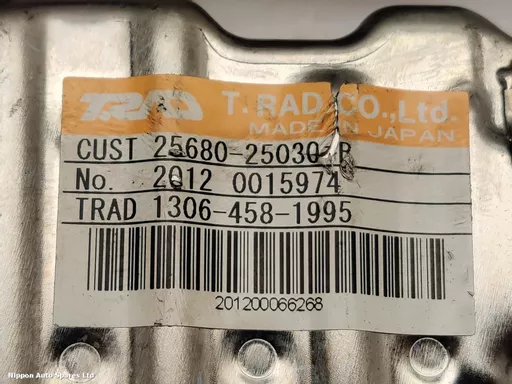 TRAD T. RAD CO.,Ltd.
MADE IN JAPAN
CUST 25680-25030-B
No. 2012 0015974
TRAD 1306-458-1995
201200066268
Nippon Auto Spares Ltd